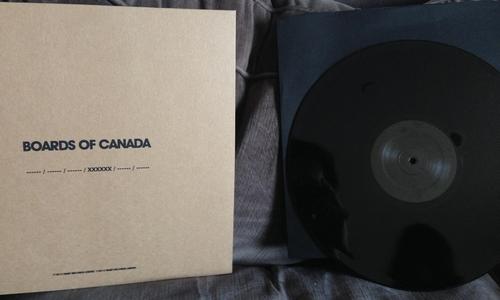 BOARDS OF CANADA
------ / ------ / ------ / XXXXXX / ------ / ------